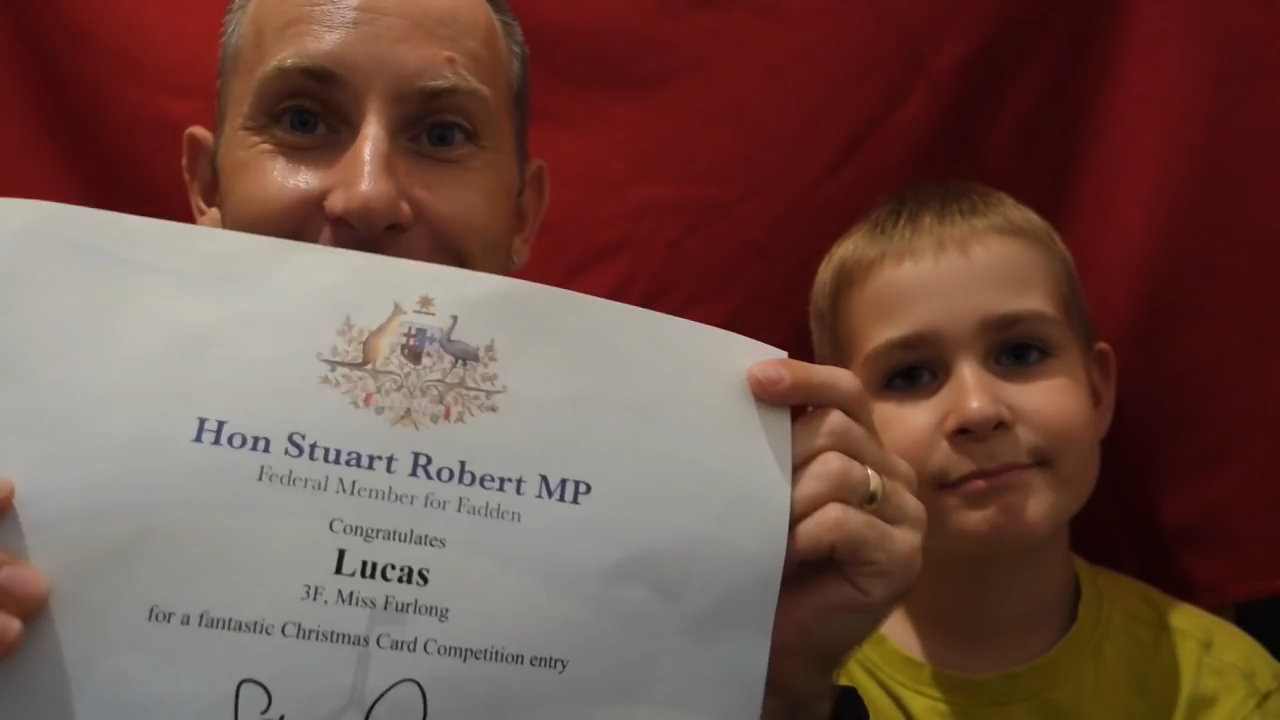 Hon Stuart Robert MP
Federal Member for Fadden
Congratulates
Lucas
3F, Miss Furlong
for a fantastic Christmas Card Competition entry